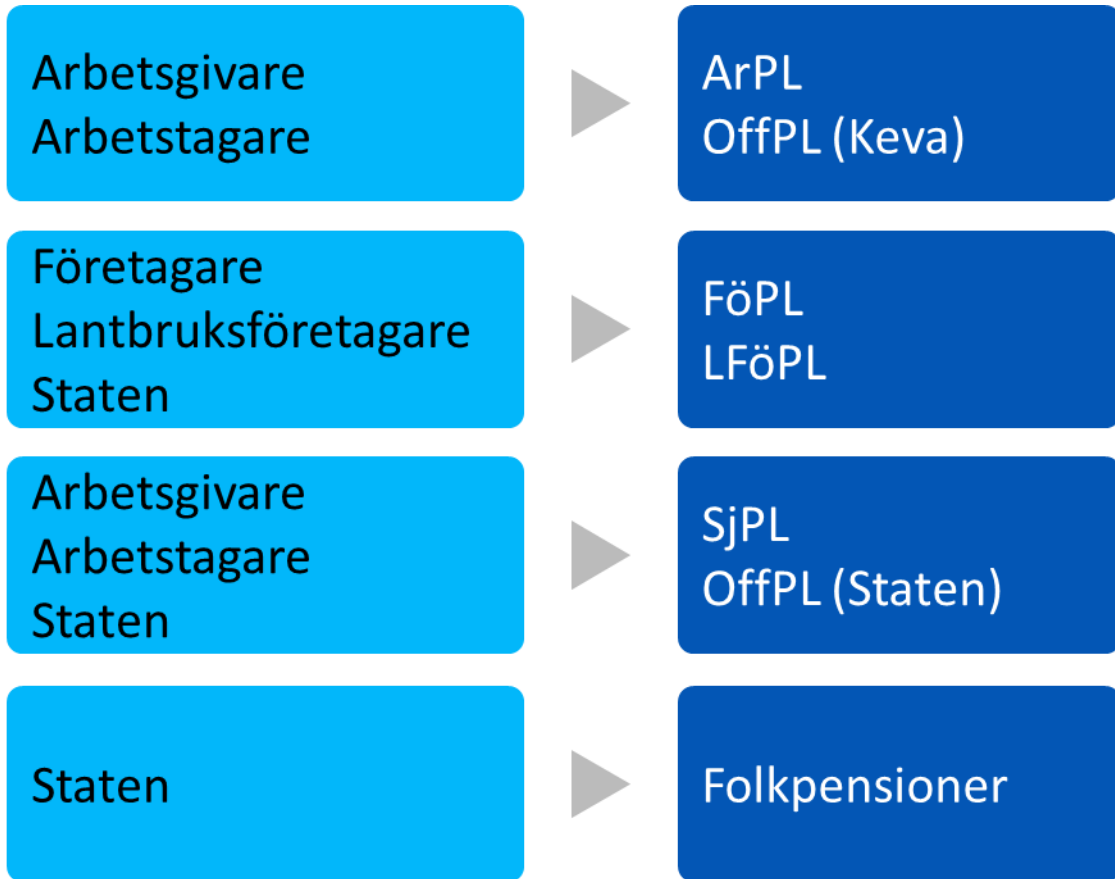 Arbetsgivare
Arbetstagare
ArPL
OffPL (Keva)
Företagare
Lantbruksföretagare
Staten
FöPL
LFöPL
Arbetsgivare
Arbetstagare
Staten
SjPL
OffPL (Staten)
Staten
Folkpensioner